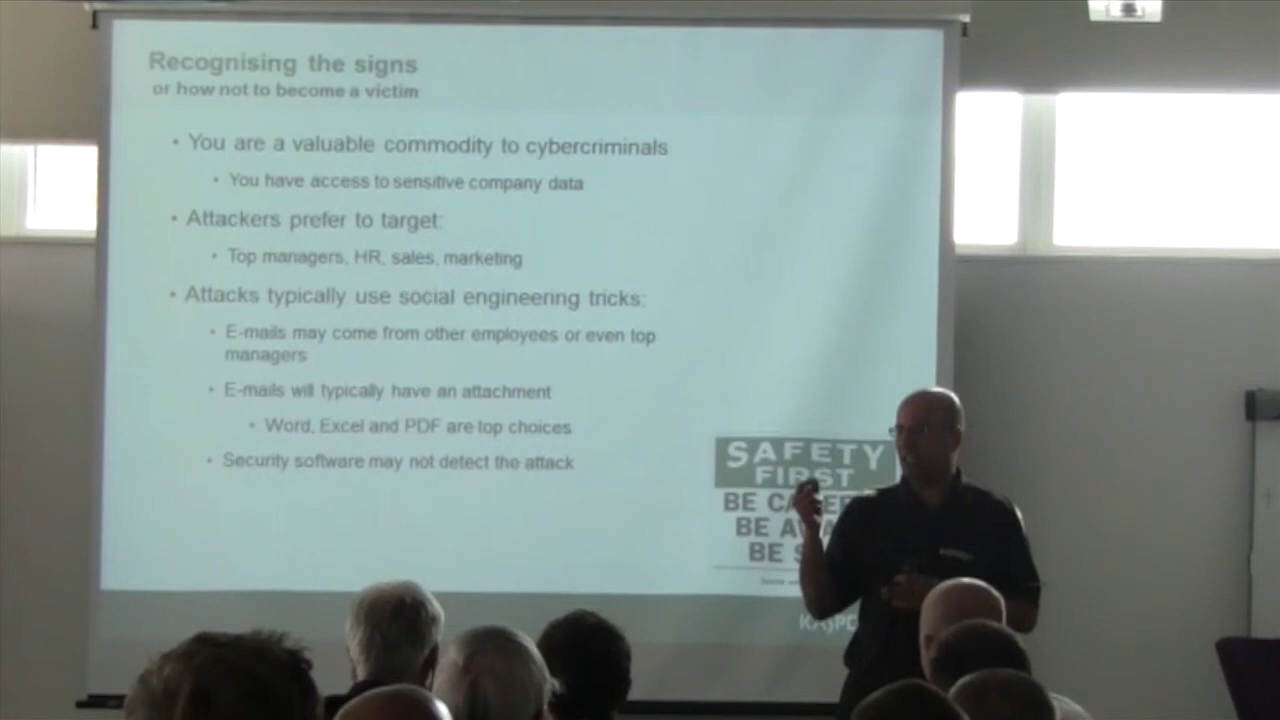 Recognising the signs
or how not to become a victim
• You are a valuable commodity to cybercriminals
• You have access to sensitive company data
• Attackers prefer to target:
• Top managers, HR, sales, marketing
• Attacks typically use social engineering tricks:
• E-mails may come from other employees or even top
managers
• E-mails will typically have an attachment
• Word, Excel and PDF are top choices
• Security software may not detect the attack
SAFETY
FIRST
BE
BE
BE